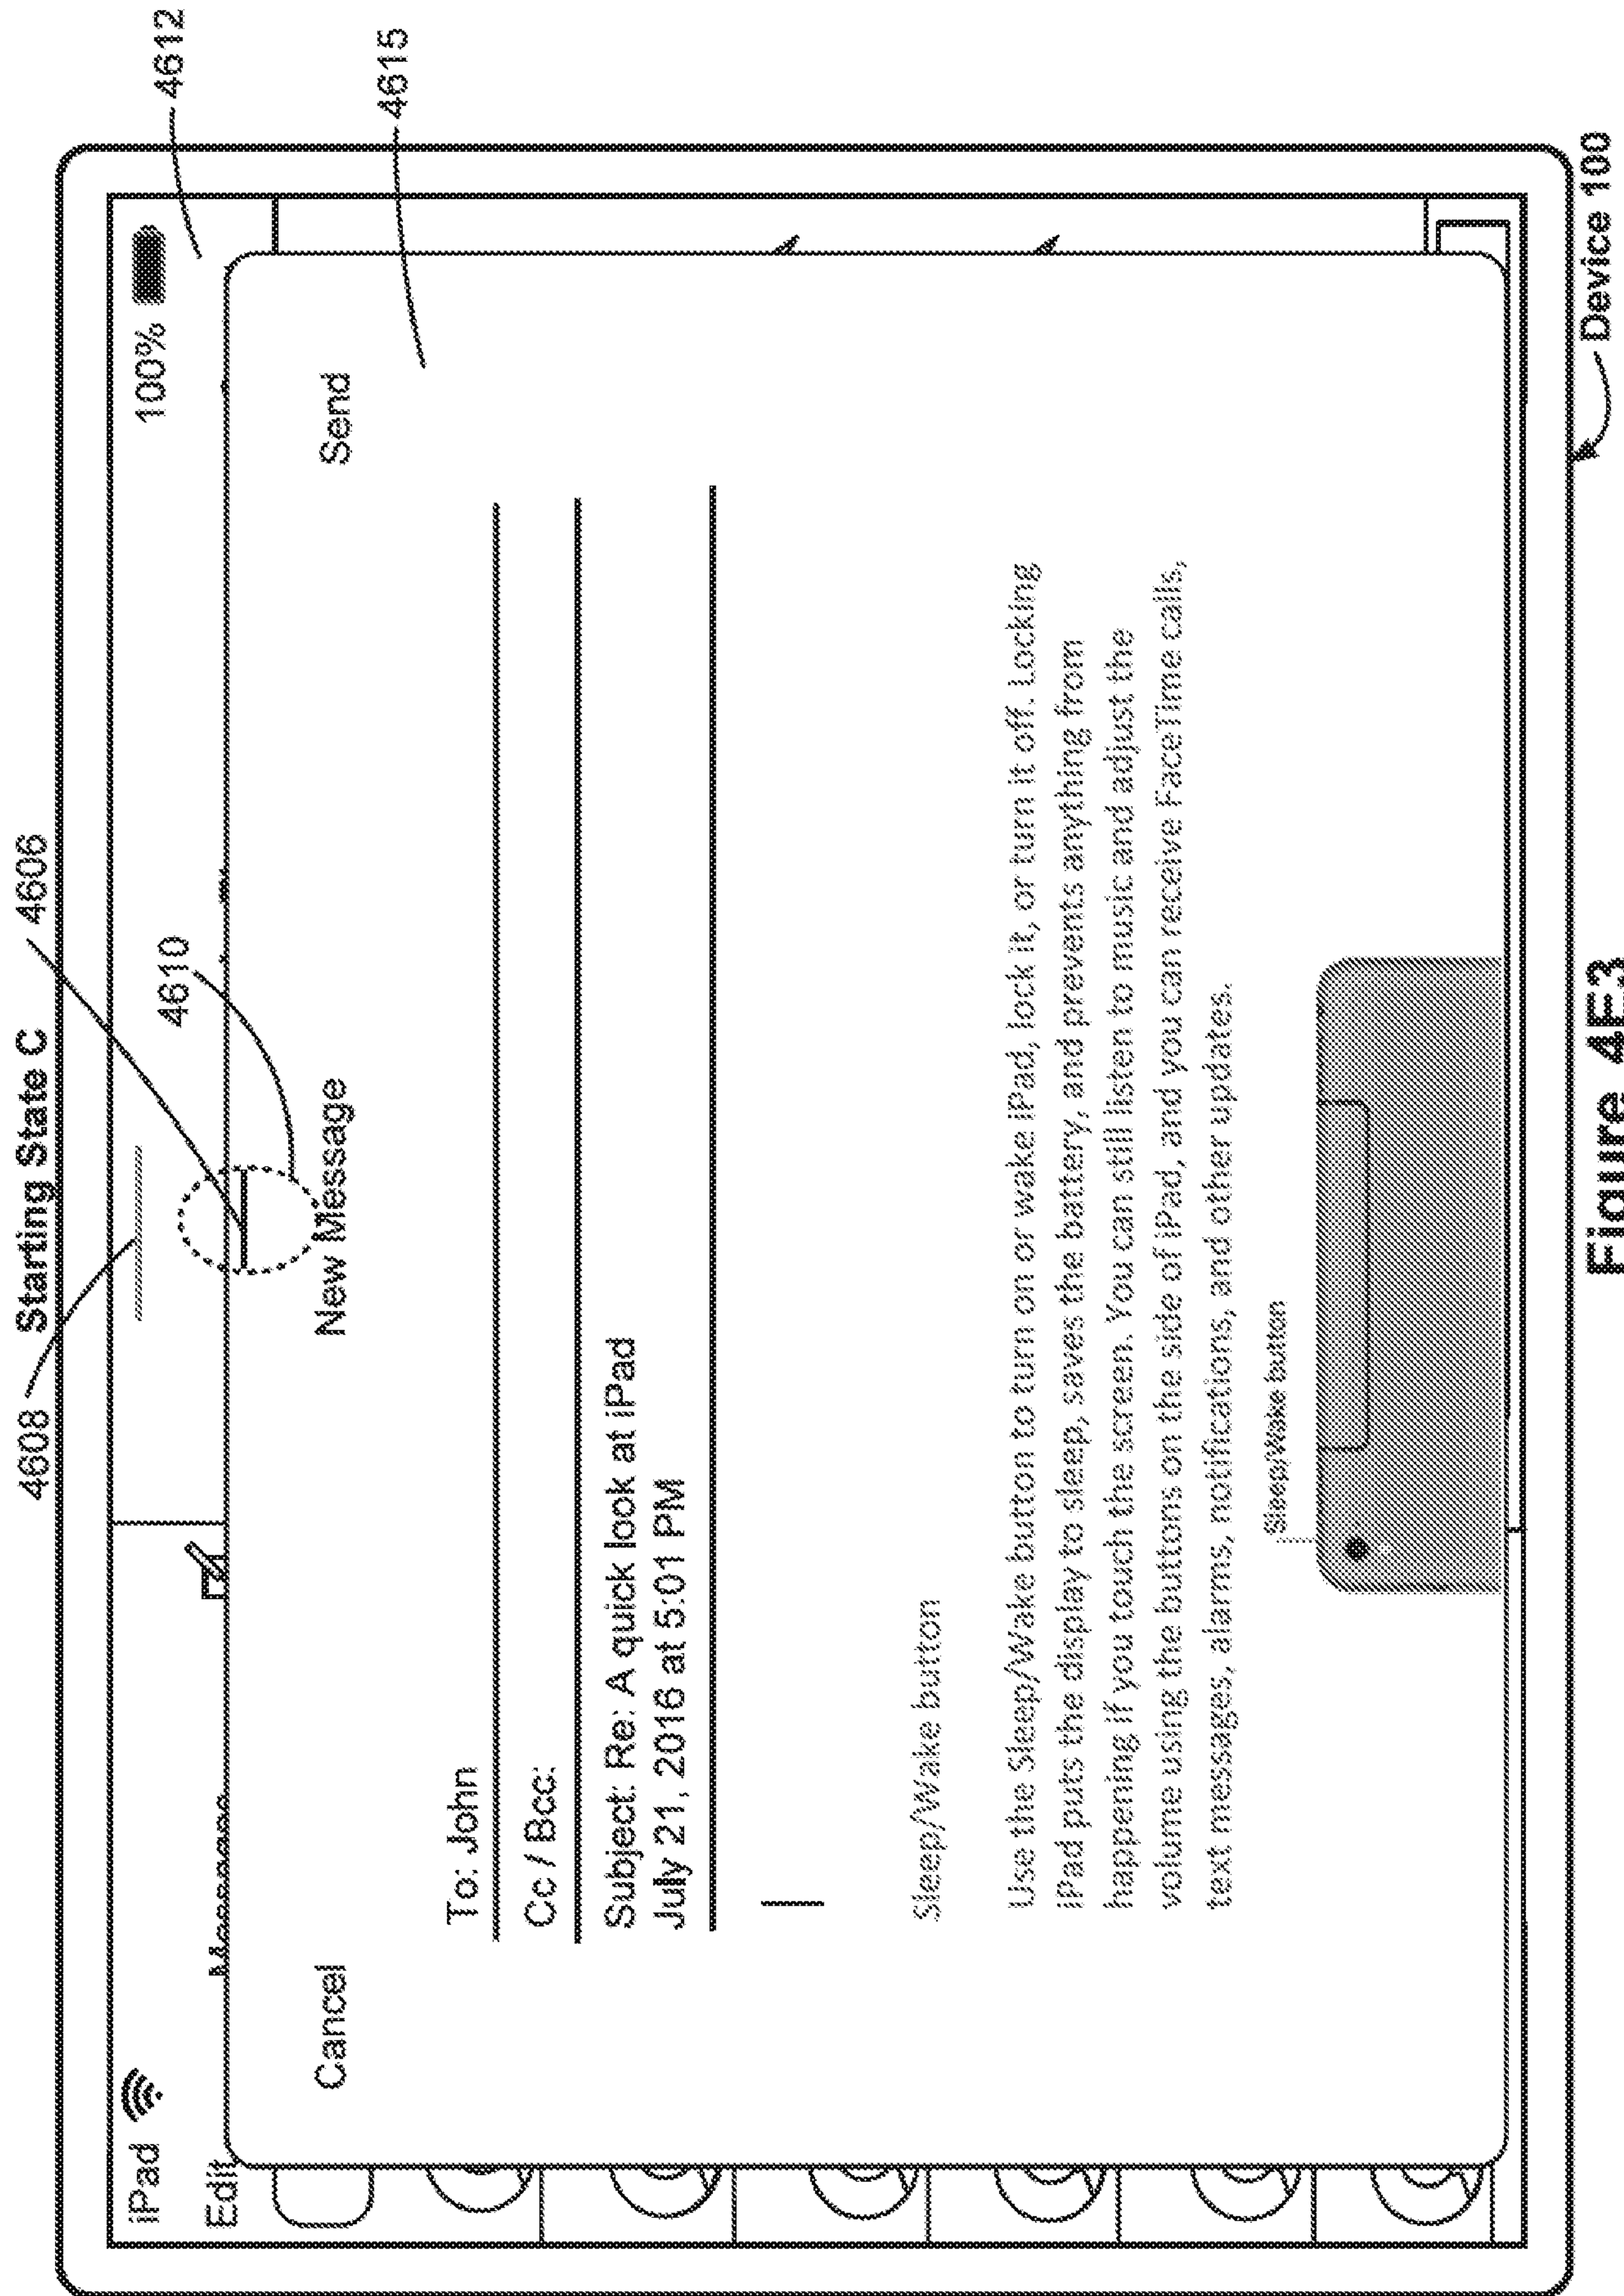 4608
Starting State C
4606
4612
4615
iPad
100%
4610
Edit
Messages
Cancel
New Message
Send
To: John
Cc / Bcc:
Subject: Re: A quick look at iPad
July 21, 2016 at 5:01 PM
Sleep/Wake button
Use the Sleep/Wake button to turn on or wake iPad, lock it, or turn it off. Locking
iPad puts the display to sleep, saves the battery, and prevents anything from
happening if you touch the screen. You can still listen to music and adjust the
volume using the buttons on the side of iPad, and you can receive FaceTime calls,
text messages, alarms, notifications, and other updates.
Sleep/Wake button
Device 100
Figure 4E3